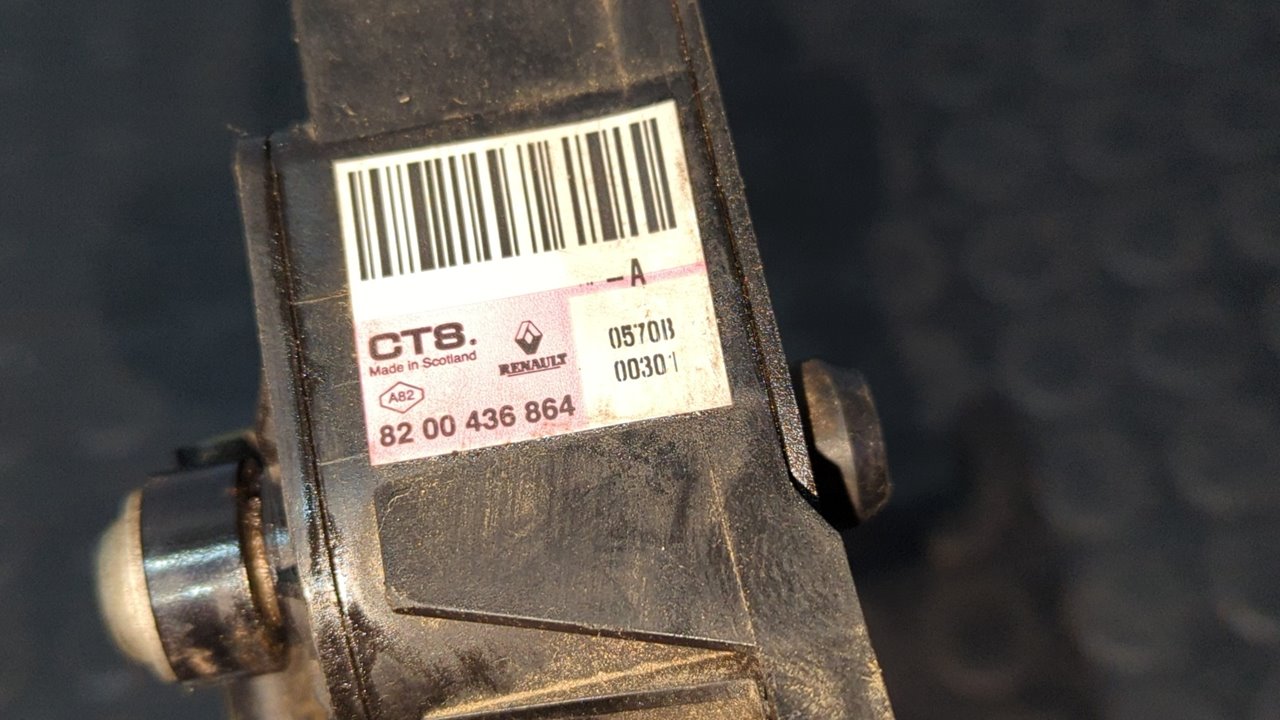 -A
CTS.
Made in Scotland
RENAULT
0570B
00301
A82
82 00 436 864